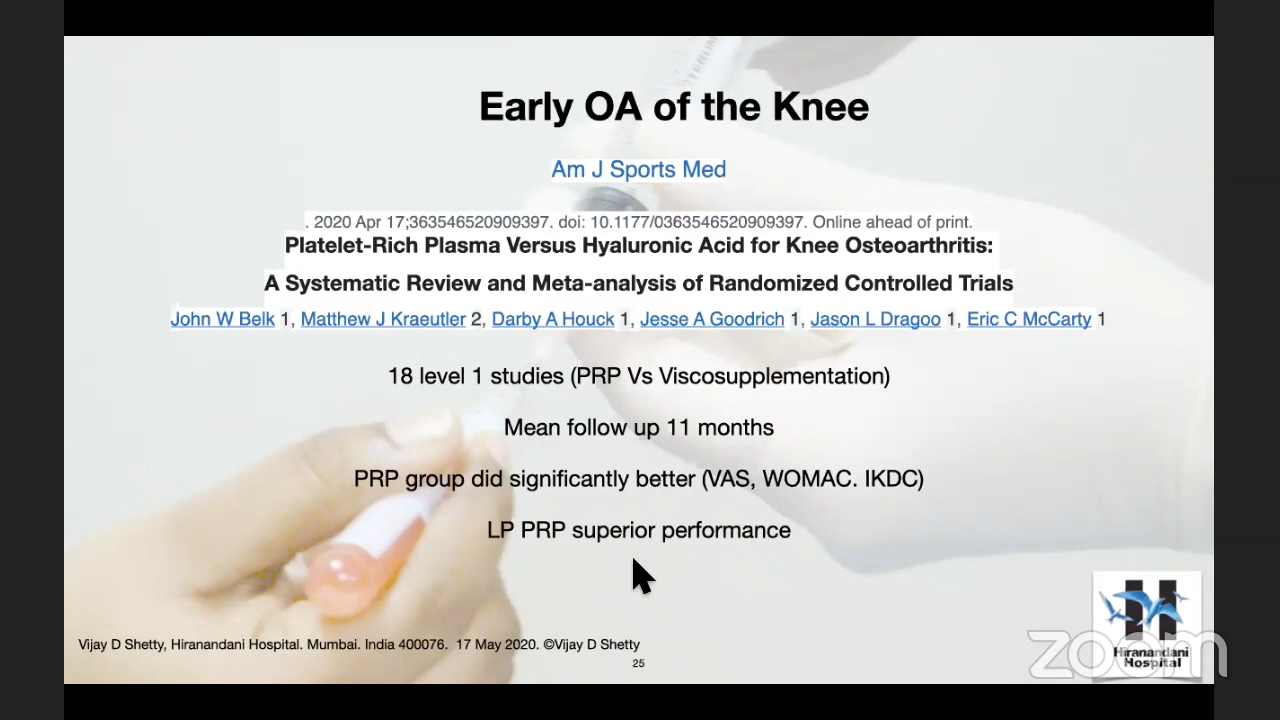 Early OA of the Knee
Am J Sports Med
. 2020 Apr 17;363546520909397. doi: 10.1177/0363546520909397. Online ahead of print.
Platelet-Rich Plasma Versus Hyaluronic Acid for Knee Osteoarthritis:
A Systematic Review and Meta-analysis of Randomized Controlled Trials
John W Belk 1, Matthew J Kraeutler 2, Darby A Houck 1, Jesse A Goodrich 1, Jason L Dragoo 1, Eric C McCarty 1
18 level 1 studies (PRP Vs Viscosupplementation)
Mean follow up 11 months
PRP group did significantly better (VAS, WOMAC. IKDC)
LP PRP superior performance
Vijay D Shetty, Hiranandani Hospital. Mumbai. India 400076. 17 May 2020. ©Vijay D Shetty
25
H
Hiranandani
Hospital
zoom